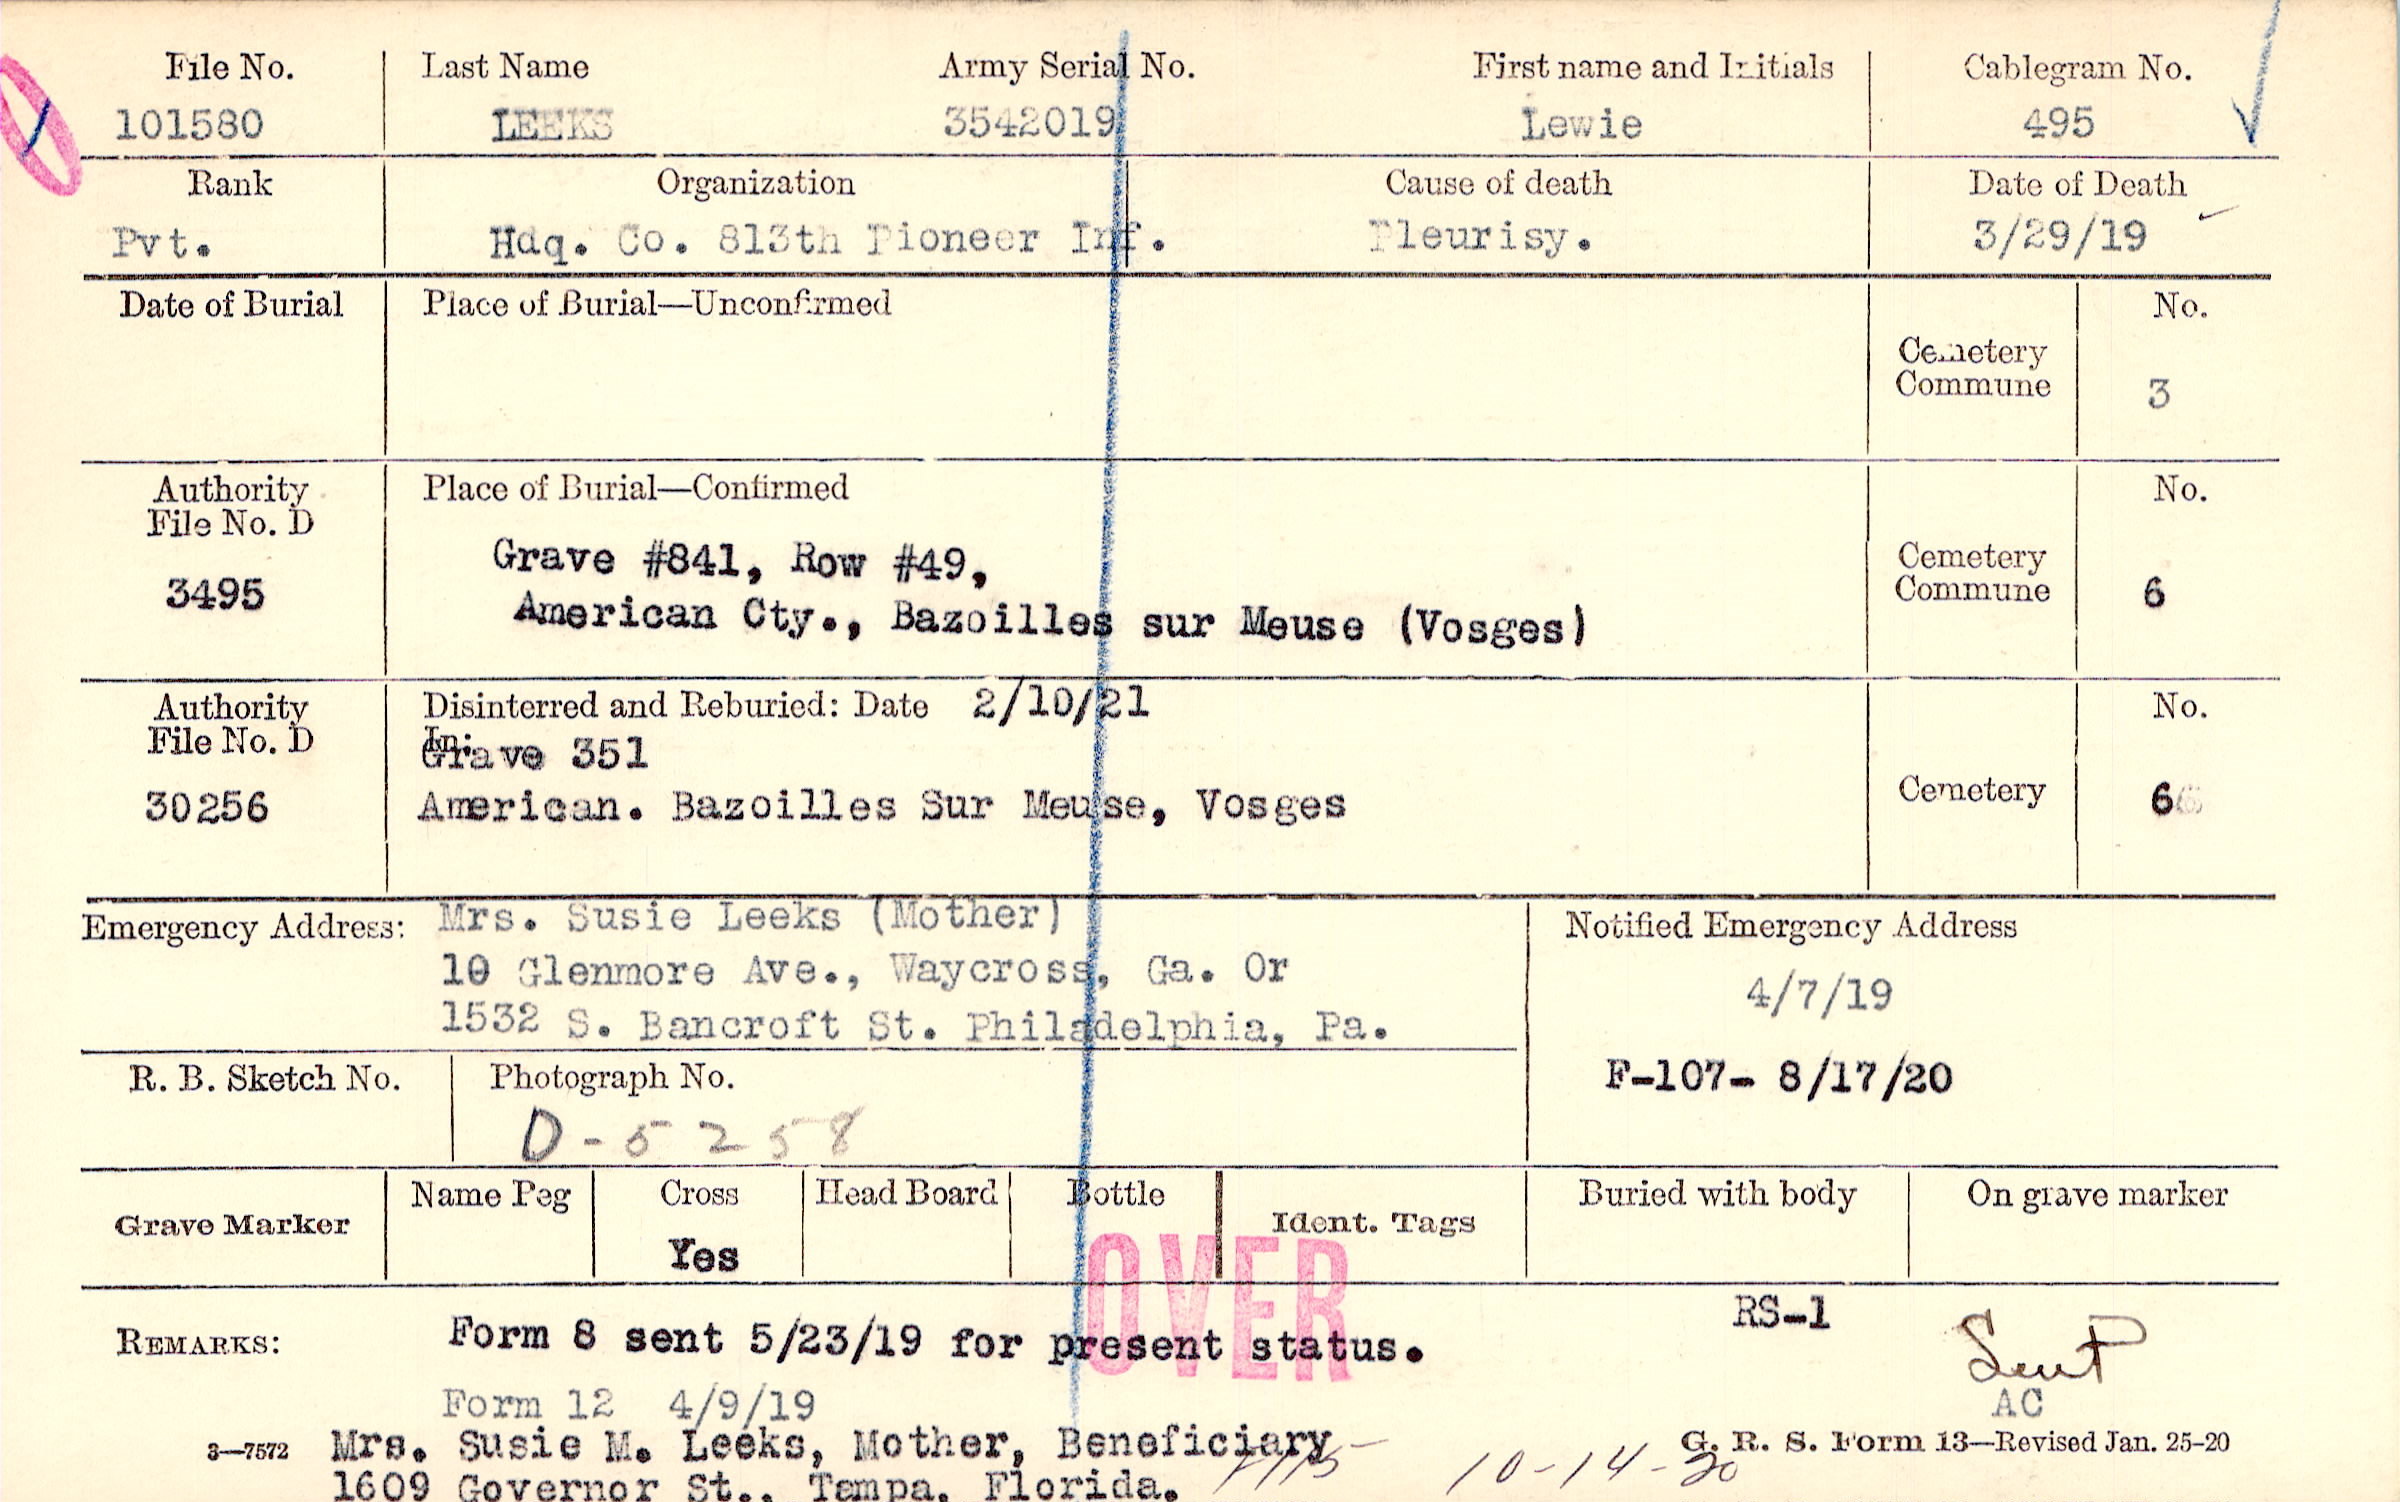 File No.
Last Name
Army Serial No.
First name and Initials
Cablegram No.
101580
LEEKS
3542019
Lewie
495
Rank
Organization
Cause of death
Date of Death
Pvt.
Hdq. Co. 813th Pioneer Inf.
Pleurisy.
3/29/19
Date of Burial
Place of Burial—Unconfirmed
No.
Cemetery
Commune
3
Authority
File No. D
Place of Burial—Confirmed
No.
3495
Grave #841, Row #49,
American Cty., Bazoilles sur Meuse (Vosges)
Cemetery
Commune
6
Authority
File No. D
Disinterred and Reburied: Date 2/10/21
No.
In:
Grave 351
30256
American. Bazoilles Sur Meuse, Vosges
Cemetery
6
Emergency Address:
Mrs. Susie Leeks (Mother)
10 Glenmore Ave., Waycross, Ga. Or
1532 S. Bancroft St. Philadelphia, Pa.
Notified Emergency Address
4/7/19
F-107- 8/17/20
R. B. Sketch No.
Photograph No.
D-5258
Grave Marker
Name Peg
Cross
Yes
Head Board
Bottle
Ident. Tags
Buried with body
On grave marker
OVER
REMARKS:
Form 8 sent 5/23/19 for present status.
RS-1
Sent
Form 12 4/9/19
AC
3—7572
Mrs. Susie M. Leeks, Mother, Beneficiary
G. R. S. Form 13—Revised Jan. 25-20
1609 Governor St., Tampa, Florida.
10-14-20